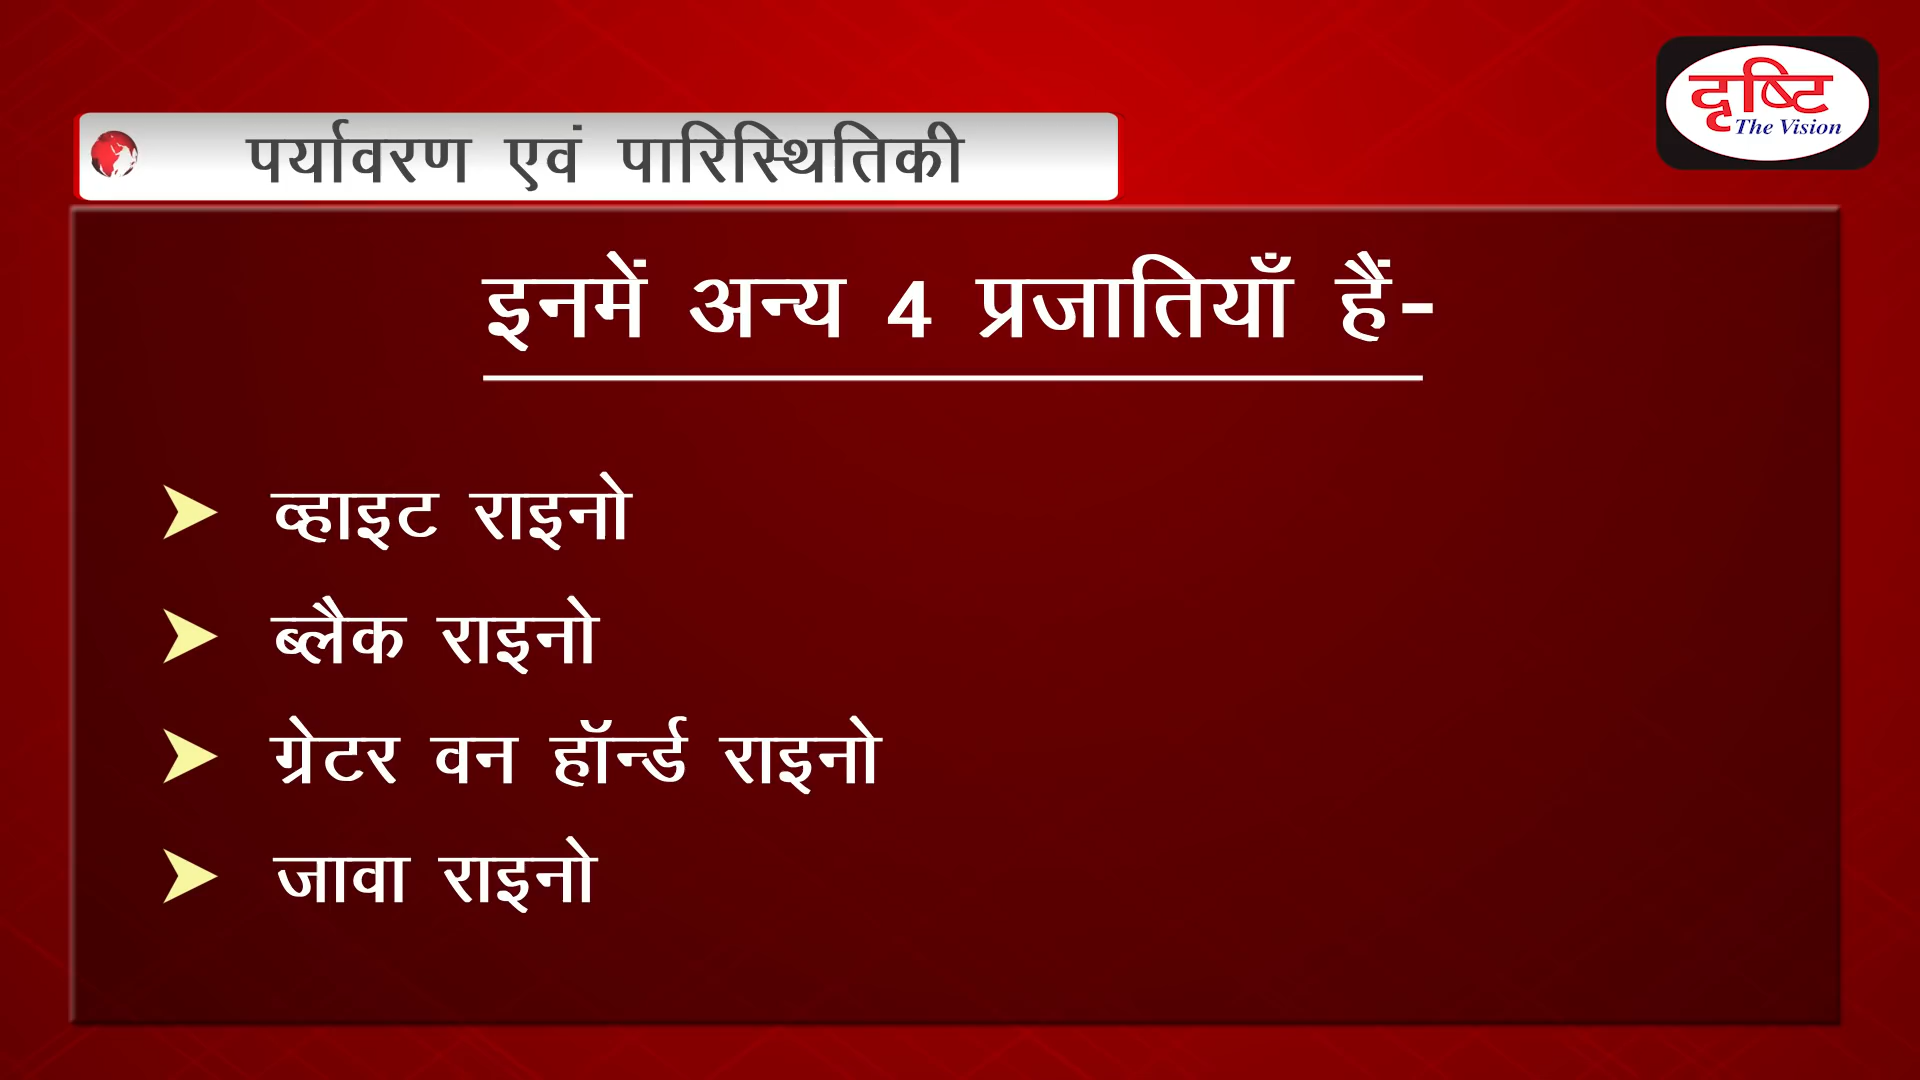 दृष्टि
The Vision
पर्यावरण एवं पारिस्थितिकी
इनमें अन्य 4 प्रजातियाँ हैं-
➤ व्हाइट राइनो
➤ ब्लैक राइनो
➤ ग्रेटर वन हॉर्न्ड राइनो
➤ जावा राइनो